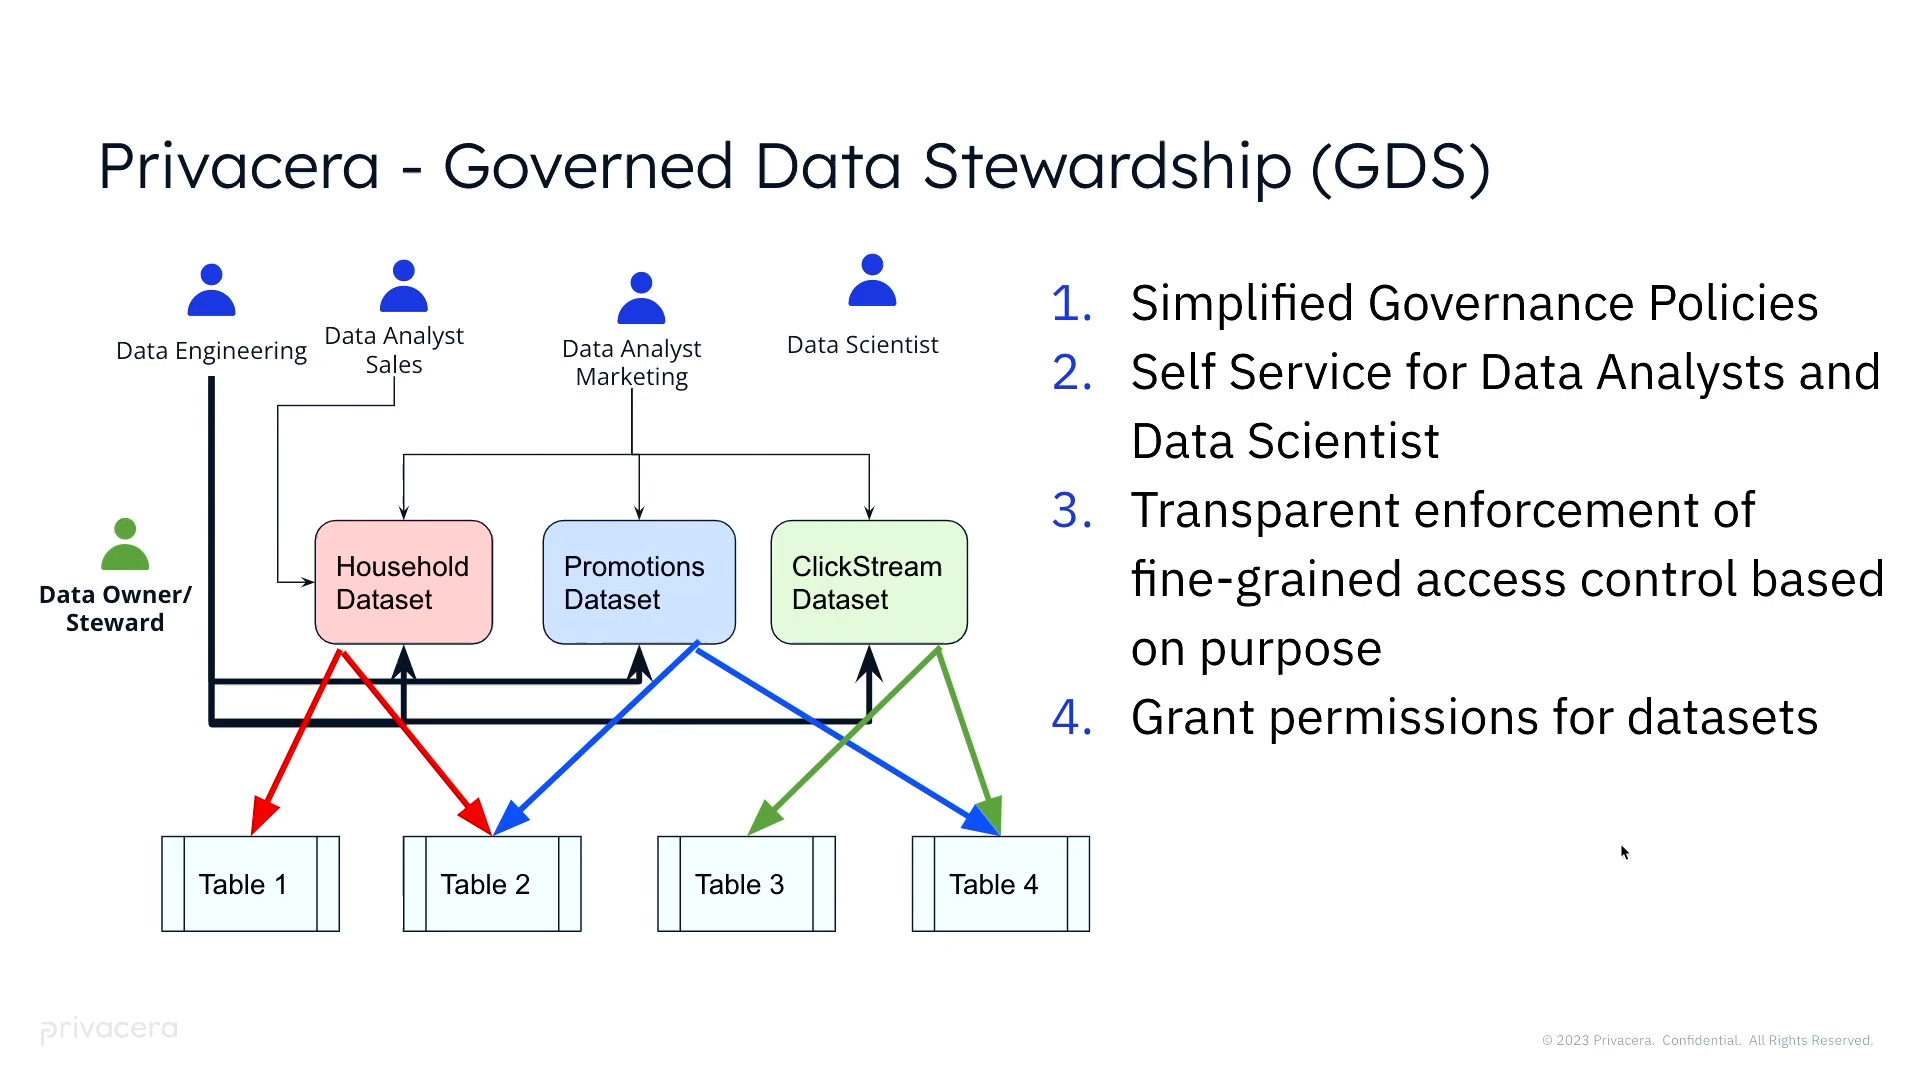 Privacera - Governed Data Stewardship (GDS)
Data Engineering
Data Analyst
Sales
Data Analyst
Marketing
Data Scientist
Data Owner/
Steward
Household
Dataset
Promotions
Dataset
ClickStream
Dataset
Table 1
Table 2
Table 3
Table 4
1. Simplified Governance Policies
2. Self Service for Data Analysts and
Data Scientist
3. Transparent enforcement of
fine-grained access control based
on purpose
4. Grant permissions for datasets
privacera
© 2023 Privacera. Confidential. All Rights Reserved.